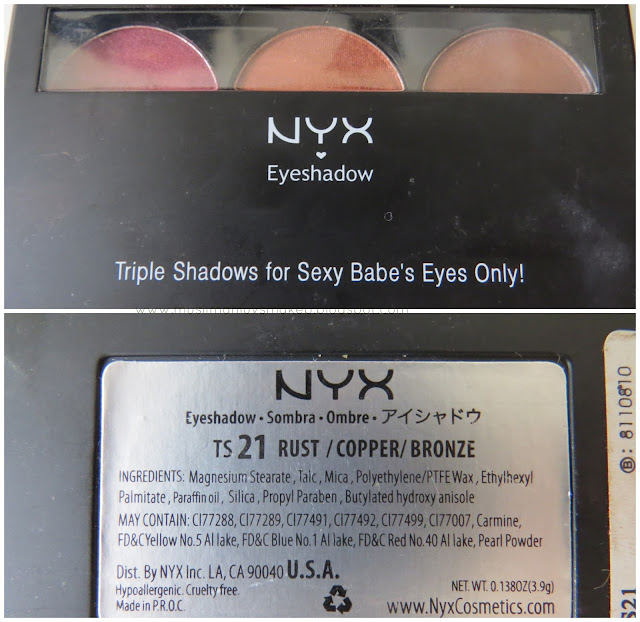 NYX
Eyeshadow
Triple Shadows for Sexy Babe's Eyes Only!
NYX
Eyeshadow • Sombra • Ombre • アイシャドウ
TS 21 RUST / COPPER/ BRONZE
INGREDIENTS: Magnesium Stearate , Talc , Mica , Polyethylene/PTFE Wax , Ethylhexyl
Palmitate , Paraffin oil , Silica , Propyl Paraben , Butylated hydroxy anisole
MAY CONTAIN: CI77288, CI77289, CI77491, CI77492, CI77499, CI77007, Carmine,
FD&CYellow No.5 Al lake, FD&C Blue No.1 Al lake, FD&C Red No.40 Al lake, Pearl Powder
Dist. By NYX Inc. LA, CA 90040 U.S.A.
Hypoallergenic. Cruelty free.
Made in P.R.O.C.
NET. WT. 0.138OZ (3.9g)
www.NyxCosmetics.com
B: 8110810
S21